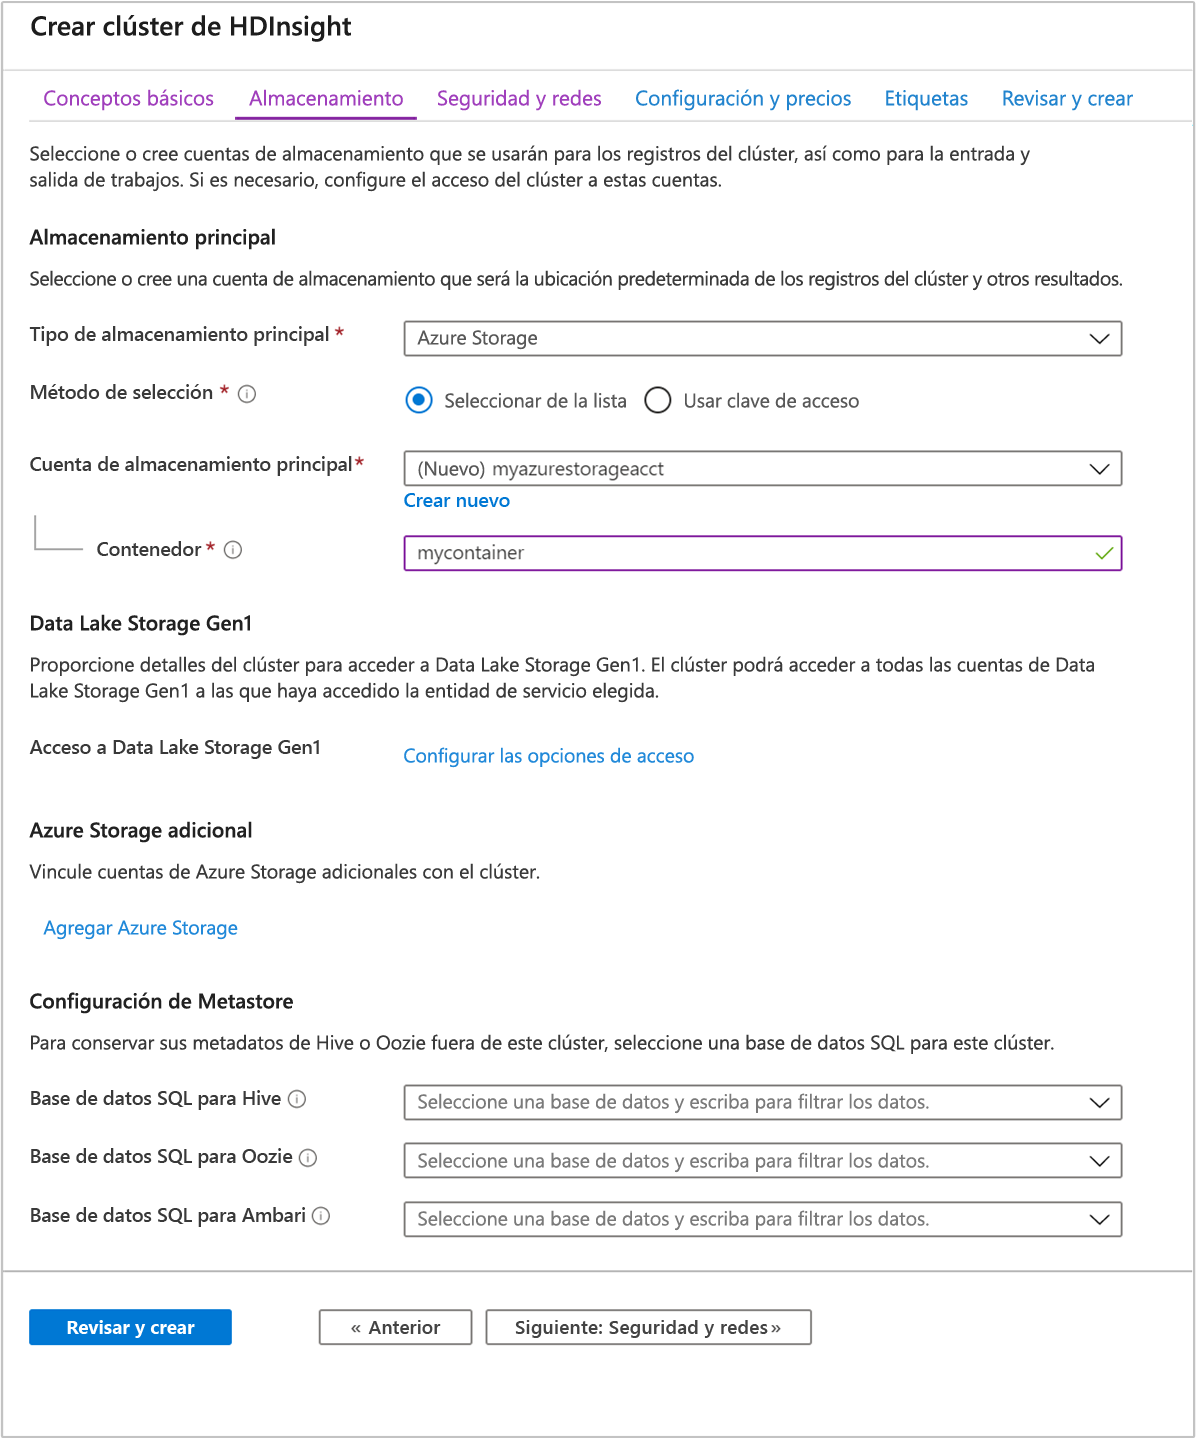 Crear clúster de HDInsight
Conceptos básicos Almacenamiento Seguridad y redes Configuración y precios Etiquetas Revisar y crear
Seleccione o cree cuentas de almacenamiento que se usarán para los registros del clúster, así como para la entrada y
salida de trabajos. Si es necesario, configure el acceso del clúster a estas cuentas.
Almacenamiento principal
Seleccione o cree una cuenta de almacenamiento que será la ubicación predeterminada de los registros del clúster y otros resultados.
Tipo de almacenamiento principal * Azure Storage
Método de selección * Seleccionar de la lista Usar clave de acceso
Cuenta de almacenamiento principal* (Nuevo) myazurestorageacct
Crear nuevo
Contenedor * mycontainer
Data Lake Storage Gen1
Proporcione detalles del clúster para acceder a Data Lake Storage Gen1. El clúster podrá acceder a todas las cuentas de Data
Lake Storage Gen1 a las que haya accedido la entidad de servicio elegida.
Acceso a Data Lake Storage Gen1 Configurar las opciones de acceso
Azure Storage adicional
Vincule cuentas de Azure Storage adicionales con el clúster.
Agregar Azure Storage
Configuración de Metastore
Para conservar sus metadatos de Hive o Oozie fuera de este clúster, seleccione una base de datos SQL para este clúster.
Base de datos SQL para Hive Seleccione una base de datos y escriba para filtrar los datos.
Base de datos SQL para Oozie Seleccione una base de datos y escriba para filtrar los datos.
Base de datos SQL para Ambari Seleccione una base de datos y escriba para filtrar los datos.
Revisar y crear « Anterior Siguiente: Seguridad y redes»